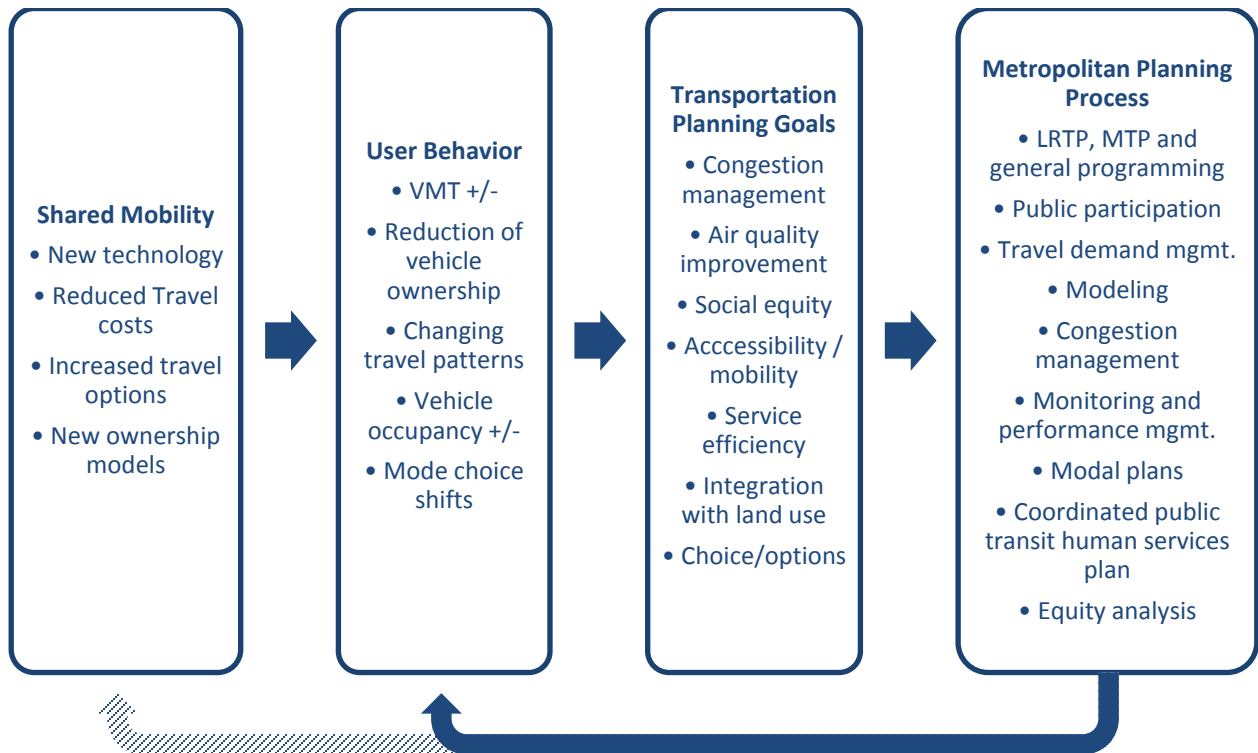 Shared Mobility
• New technology
• Reduced Travel
costs
• Increased travel
options
• New ownership
models
User Behavior
• VMT +/-
• Reduction of
vehicle
ownership
• Changing
travel patterns
• Vehicle
occupancy +/-
• Mode choice
shifts
Transportation
Planning Goals
• Congestion
management
• Air quality
improvement
• Social equity
• Acccessibility /
mobility
• Service
efficiency
• Integration
with land use
• Choice/options
Metropolitan Planning
Process
• LRTP, MTP and
general programming
• Public participation
• Travel demand mgmt.
• Modeling
• Congestion
management
• Monitoring and
performance mgmt.
• Modal plans
• Coordinated public
transit human services
plan
• Equity analysis